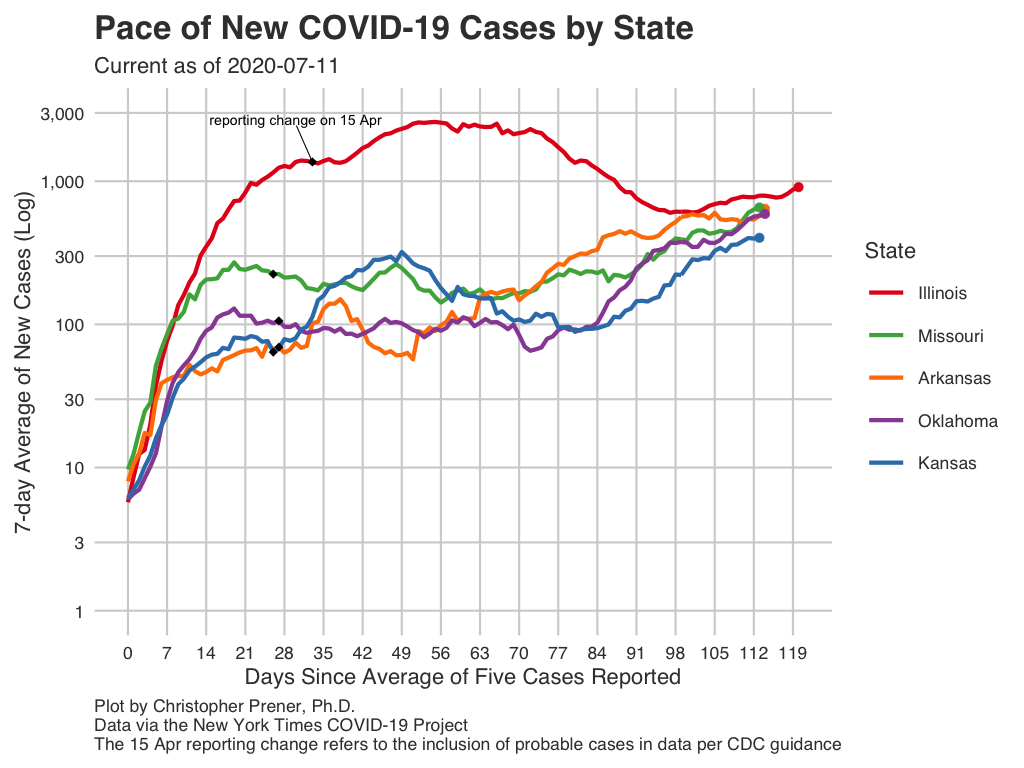 Pace of New COVID-19 Cases by State
Current as of 2020-07-11
7-day Average of New Cases (Log)
3,000
1,000
300
100
30
10
3
1
reporting change on 15 Apr
0 7 14 21 28 35 42 49 56 63 70 77 84 91 98 105 112 119
Days Since Average of Five Cases Reported
State
Illinois
Missouri
Arkansas
Oklahoma
Kansas
Plot by Christopher Prener, Ph.D.
Data via the New York Times COVID-19 Project
The 15 Apr reporting change refers to the inclusion of probable cases in data per CDC guidance